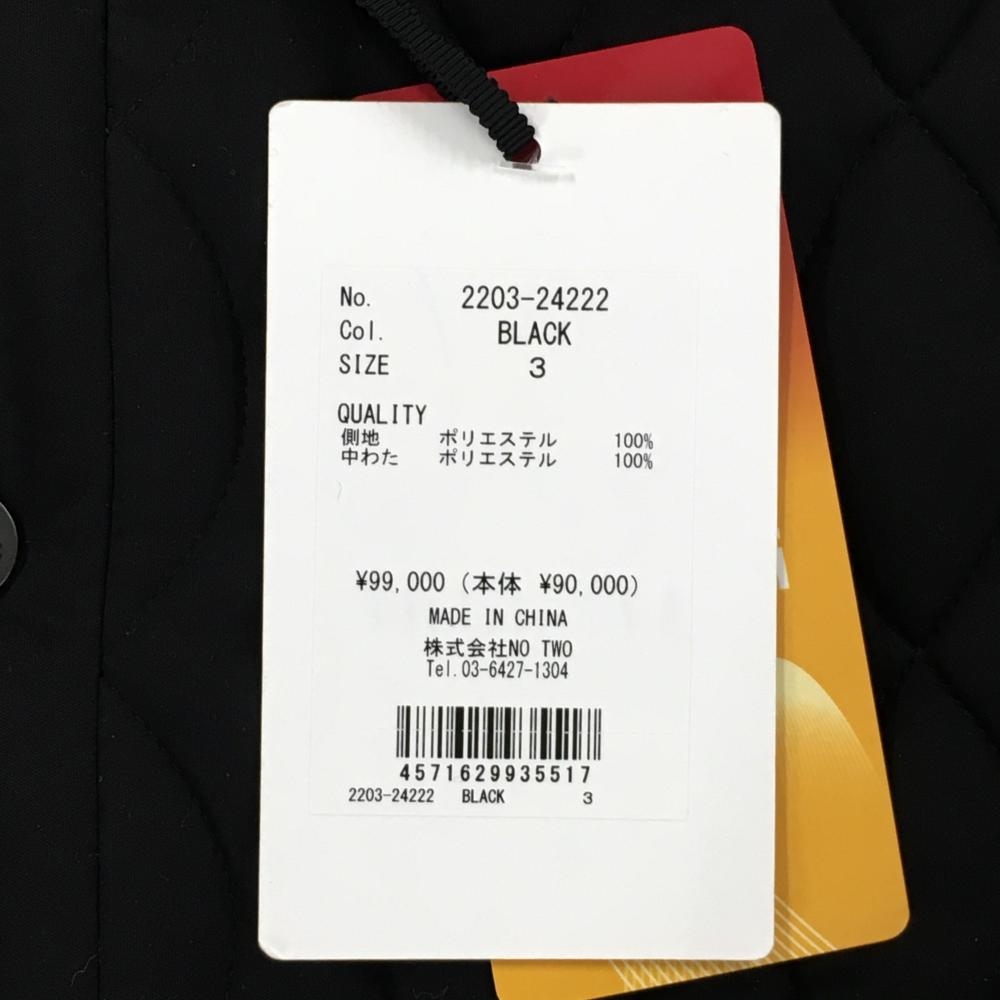 No. 2203-24222
Col. BLACK
SIZE 3
QUALITY
側地 ポリエステル 100%
中わた ポリエステル 100%
¥99,000 (本体 ¥90,000)
MADE IN CHINA
株式会社NO TWO
Tel.03-6427-1304
4571629935517
2203-24222 BLACK 3